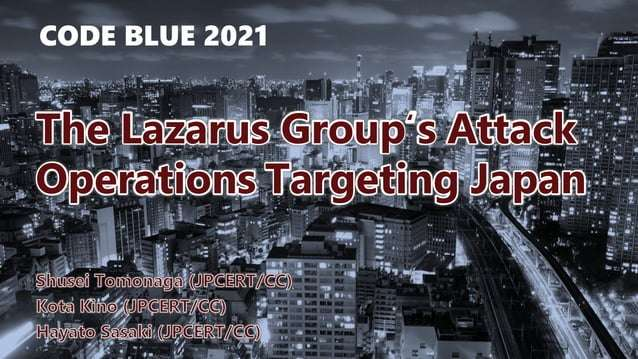 CODE BLUE 2021
The Lazarus Group‘s Attack
Operations Targeting Japan
Shusei Tomonaga (JPCERT/CC)
Kota Kino (JPCERT/CC)
Hayato Sasaki (JPCERT/CC)